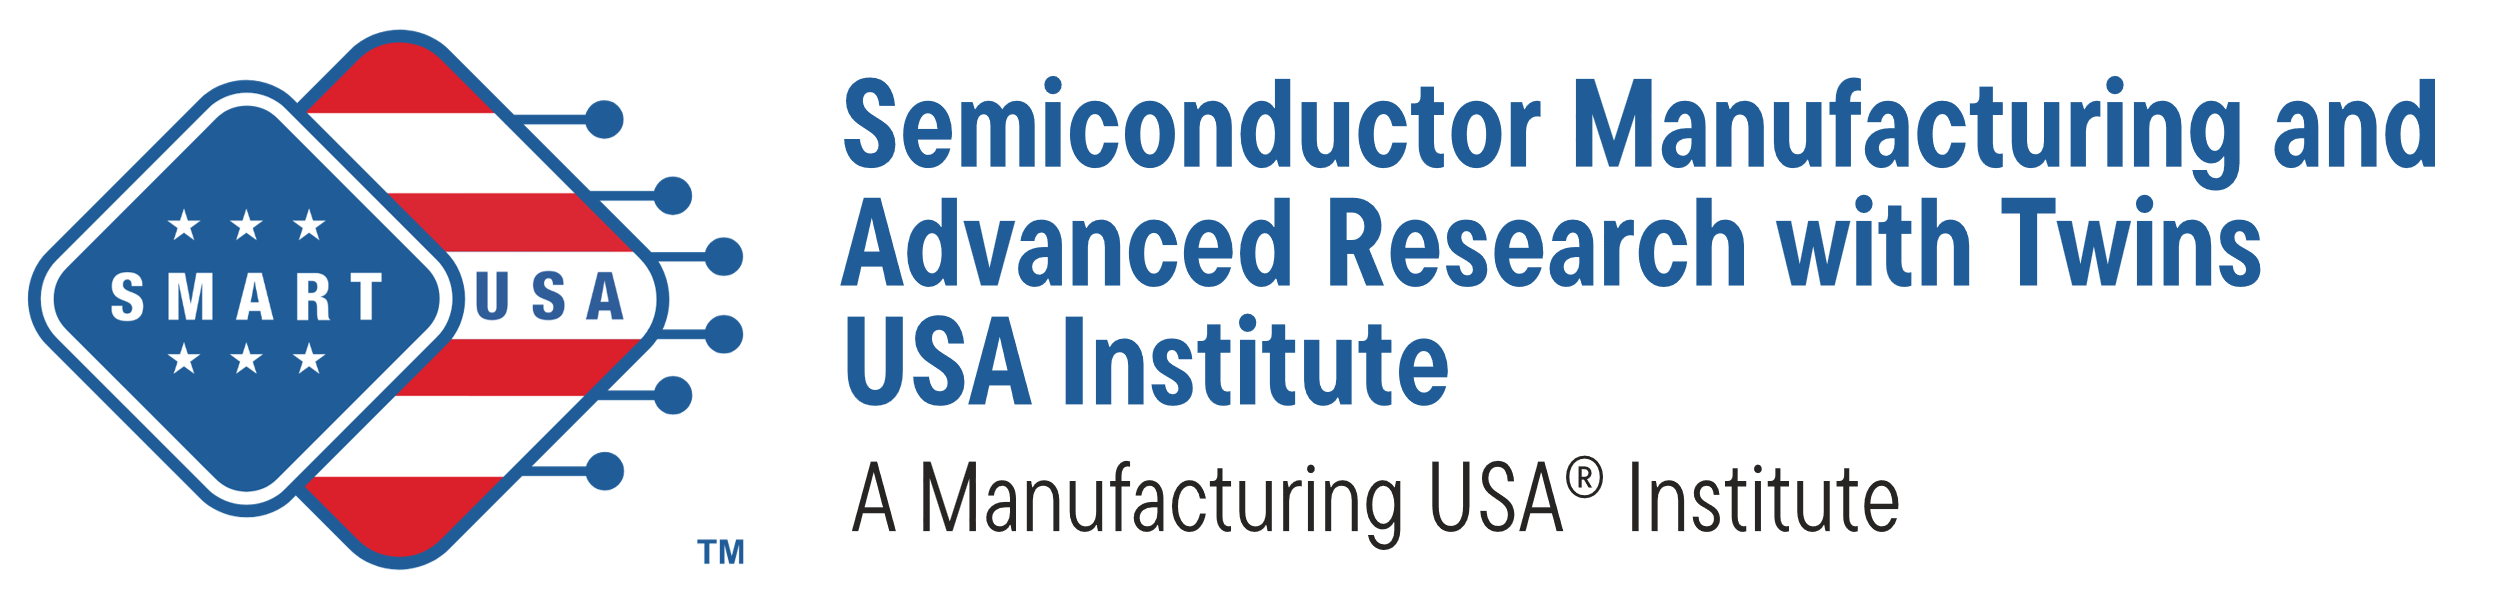 SMART USA
Semiconductor Manufacturing and
Advanced Research with Twins
USA Institute
A Manufacturing USA® Institute
TM